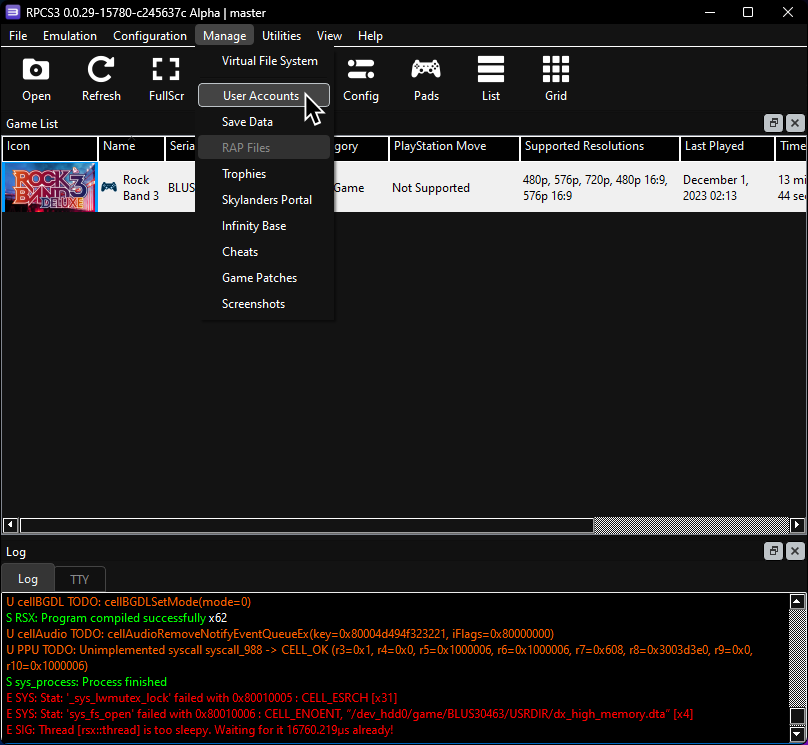 RPCS3 0.0.29-15780-c245637c Alpha | master
File Emulation Configuration Manage Utilities View Help
Open Refresh FullScr Config Pads List Grid
Virtual File System
User Accounts
Save Data
RAP Files
Trophies
Skylanders Portal
Infinity Base
Cheats
Game Patches
Screenshots
Game List
Icon Name Seria gory PlayStation Move Supported Resolutions Last Played Time
ROCK BAND 3 DELUXE
Rock
Band 3
BLUS
Game
Not Supported
480p, 576p, 720p, 480p 16:9,
576p 16:9
December 1,
2023 02:13
13 mi
44 sec
Log
Log TTY
U cellBGDL TODO: cellBGDLSetMode(mode=0)
S RSX: Program compiled successfully x62
U cellAudio TODO: cellAudioRemoveNotifyEventQueueEx(key=0x80004d494f323221, iFlags=0x80000000)
U PPU TODO: Unimplemented syscall syscall_988 -> CELL_OK (r3=0x1, r4=0x0, r5=0x1000006, r6=0x1000006, r7=0x608, r8=0x3003d3e0, r9=0x0,
r10=0x1000006)
S sys_process: Process finished
E SYS: Stat: '_sys_lwmutex_lock' failed with 0x80010005 : CELL_ESRCH [x31]
E SYS: Stat: 'sys_fs_open' failed with 0x80010006 : CELL_ENOENT, “/dev_hdd0/game/BLUS30463/USRDIR/dx_high_memory.dta” [x4]
E SIG: Thread [rsx::thread] is too sleepy. Waiting for it 16760.219µs already!